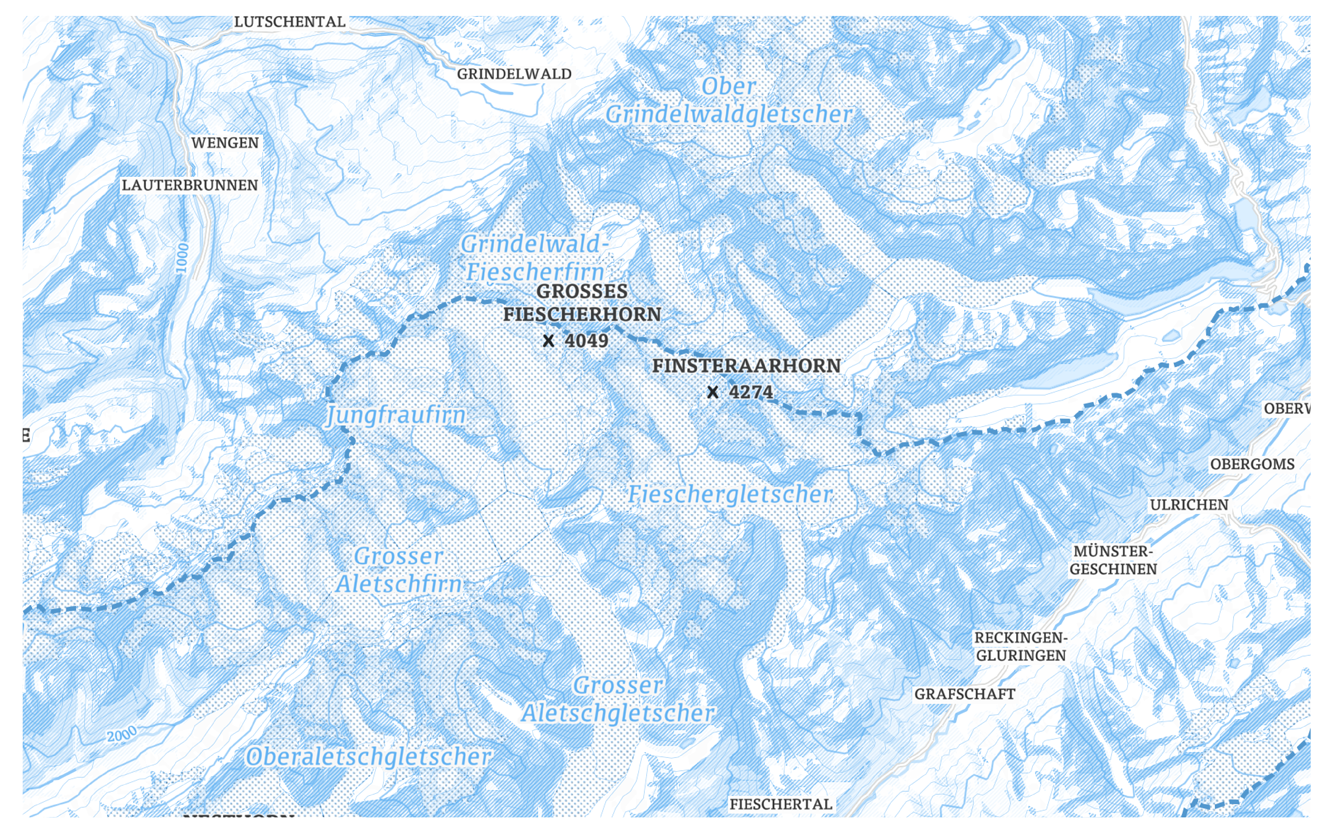 LUTSCHENTAL
GRINDELWALD
Ober
Grindelwaldgletscher
WENGEN
LAUTERBRUNNEN
1000
Grindelwald-
Fiescherfirn
GROSSES
FIESCHERHORN
X 4049
FINSTERAARHORN
X 4274
Jungfraufirn
E
OBERW
OBERGOMS
Fieschergletscher
ULRICHEN
MÜNSTER-
GESCHINEN
Grosser
Aletschfirn
RECKINGEN-
GLURINGEN
Grosser
Aletschgletscher
GRAFSCHAFT
2000
Oberaletschgletscher
FIESCHERTAL
NESTHORN